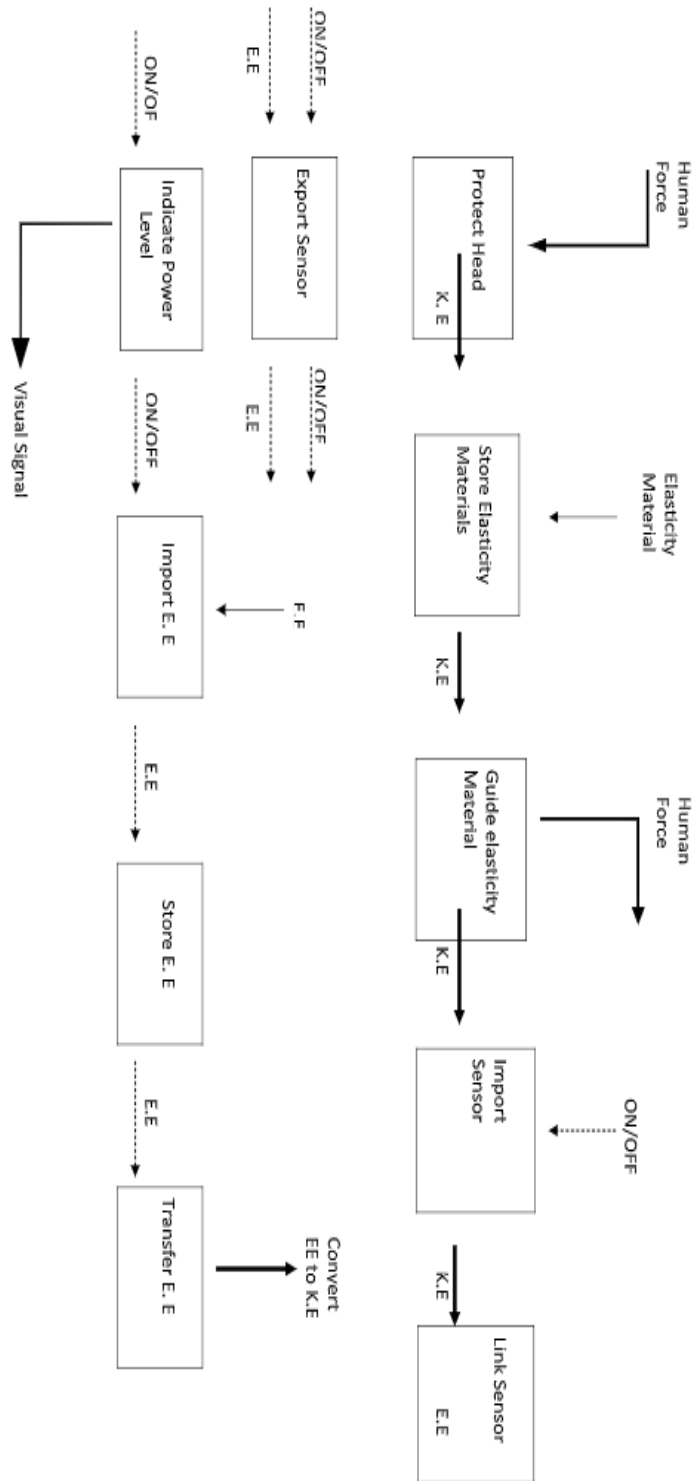 Human
Force
Elasticity
Material
Human
Force
ON/OFF
Protect Head
K. E
Store Elasticity
Materials
K.E
Guide elasticity
Material
K.E
Import
Sensor
K.E
Link Sensor
E.E
ON/OFF
E.E
Export Sensor
ON/OFF
E.E
F.F
Convert
EE to K.E
ON/OF
Indicate Power
Level
ON/OFF
Import E. E
E.E
Store E. E
E.E
Transfer E. E
Visual Signal